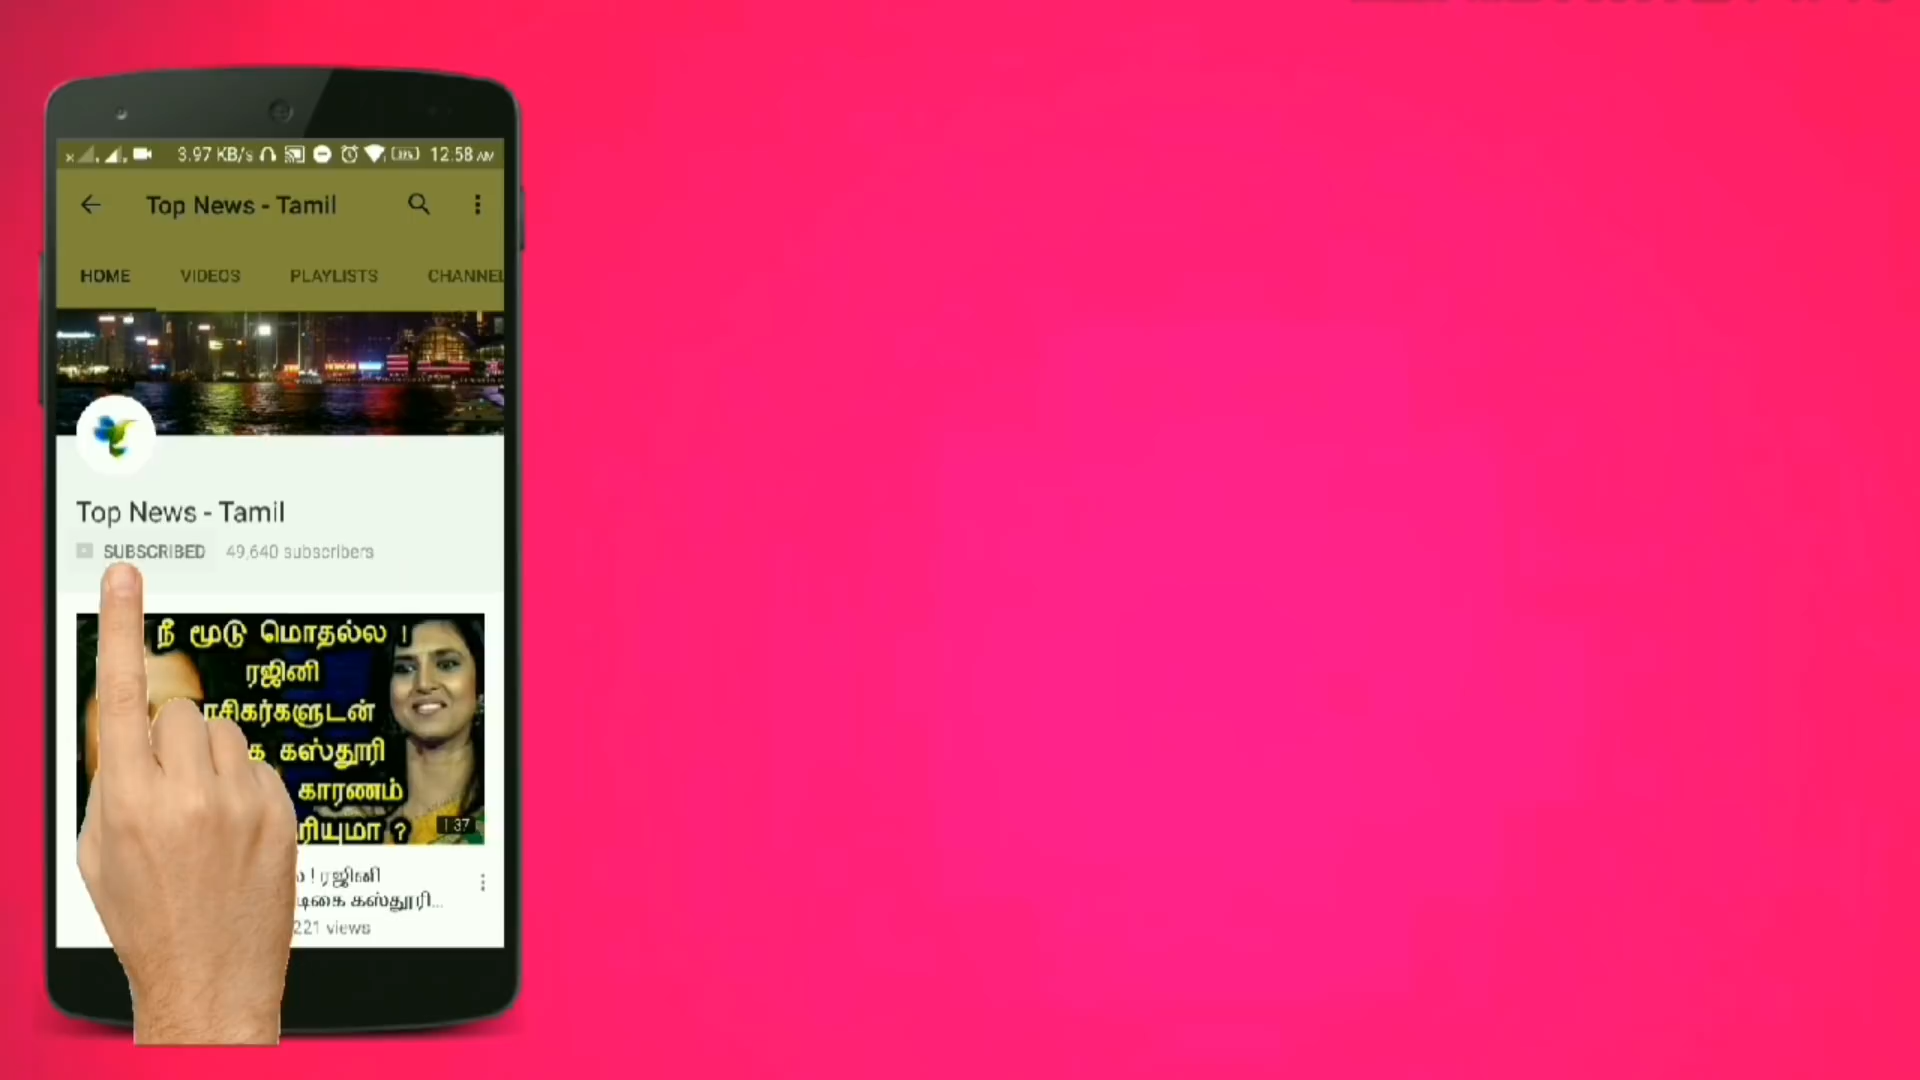 3.97 KB/s 12:58 AM
Top News - Tamil
HOME VIDEOS PLAYLISTS CHANNEL
Top News - Tamil
SUBSCRIBED 49,640 subscribers
நீ மூடு மொதல்ல !
ரஜினி
ரசிகர்களுடன்
கஸ்தூரி
காரணம்
?
1:37
! ரஜினி
டிகை கஸ்தூரி...
221 views